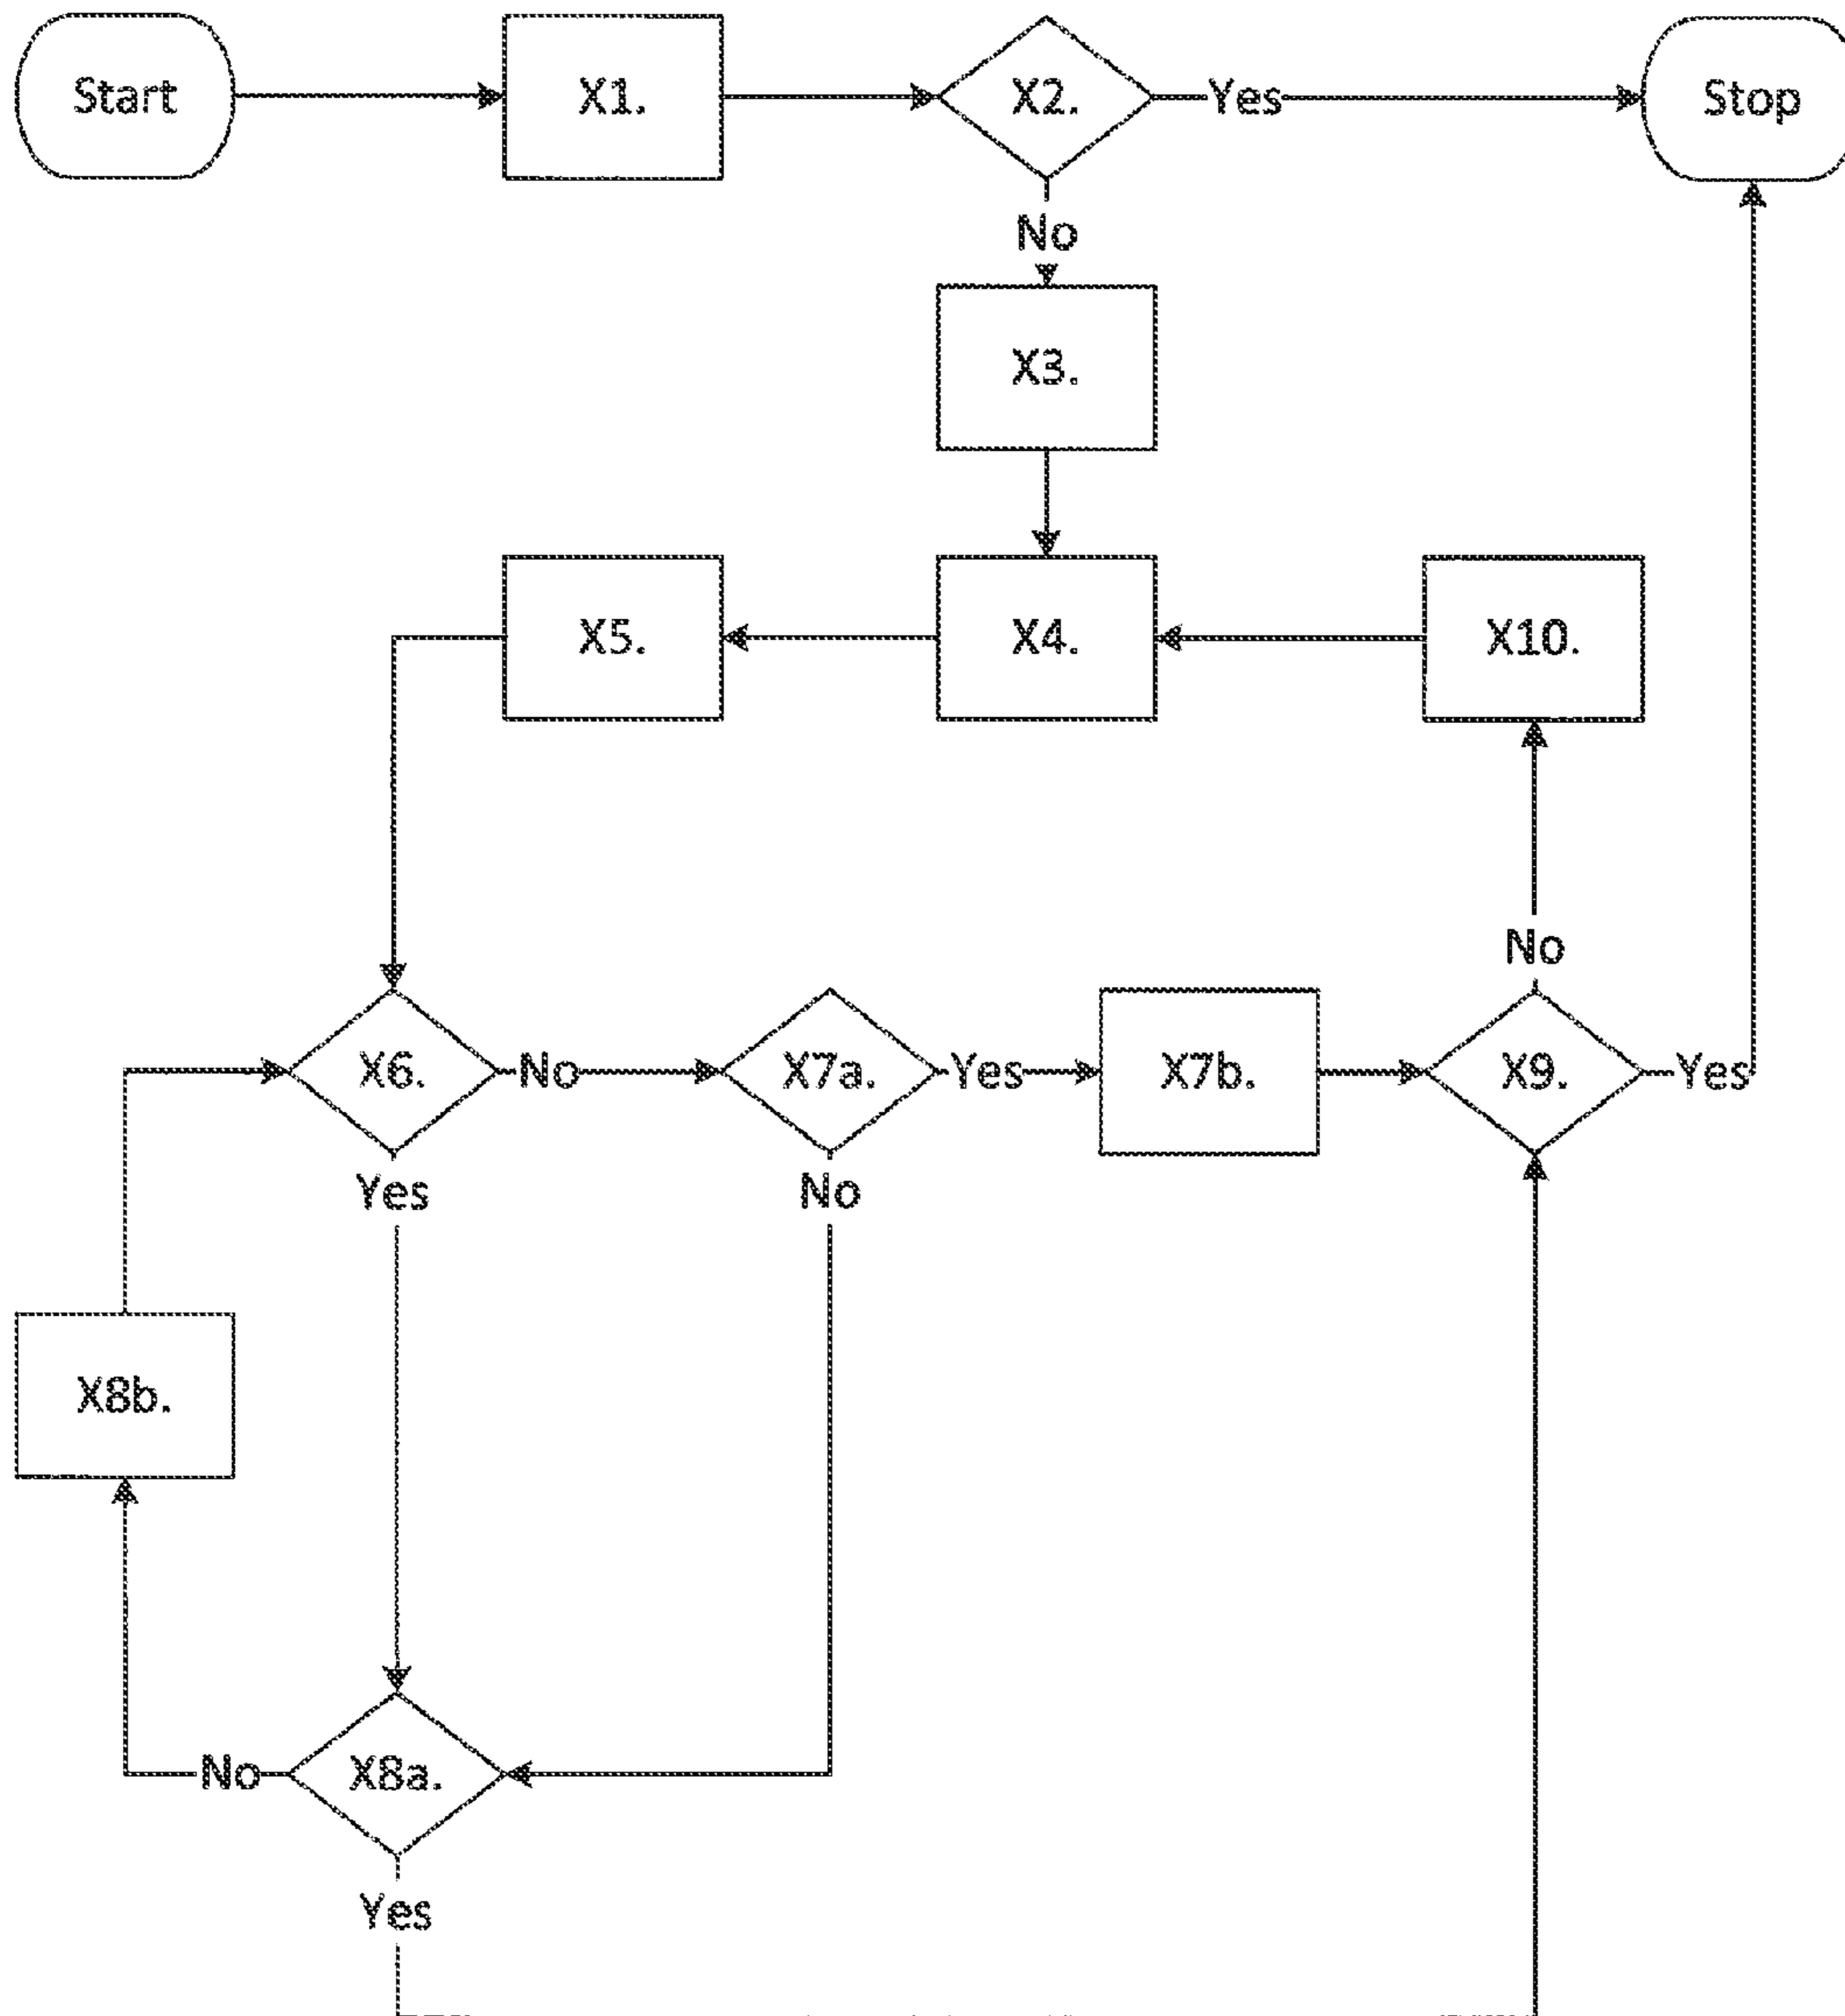 Start
X1.
X2.
Yes
Stop
No
X3.
X5.
X4.
X10.
No
X6.
No
X7a.
Yes
X7b.
X9.
Yes
Yes
No
X8b.
No
X8a.
Yes